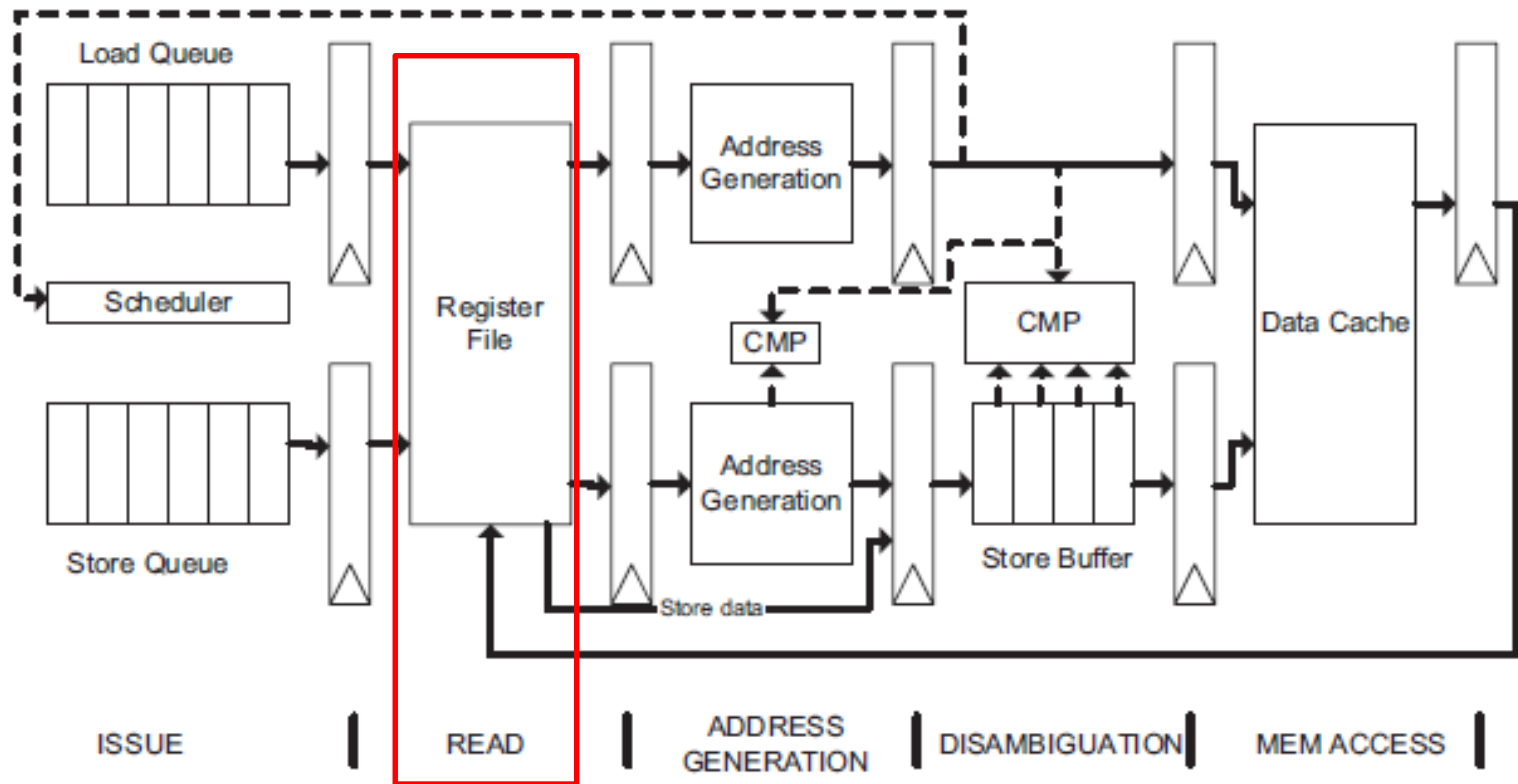 Load Queue
Scheduler
Store Queue
Register
File
Address
Generation
CMP
Address
Generation
Store data
CMP
Store Buffer
Data Cache
ISSUE
READ
ADDRESS
GENERATION
DISAMBIGUATION
MEM ACCESS